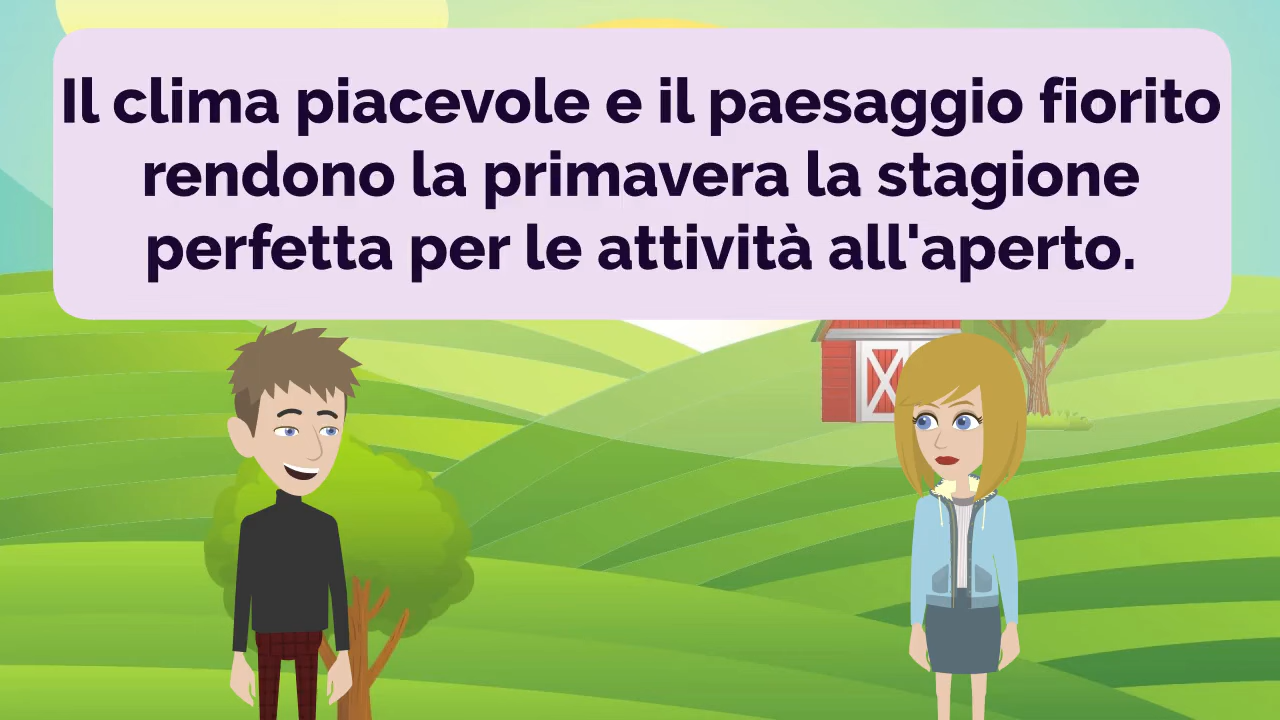 Il clima piacevole e il paesaggio fiorito
rendono la primavera la stagione
perfetta per le attività all'aperto.